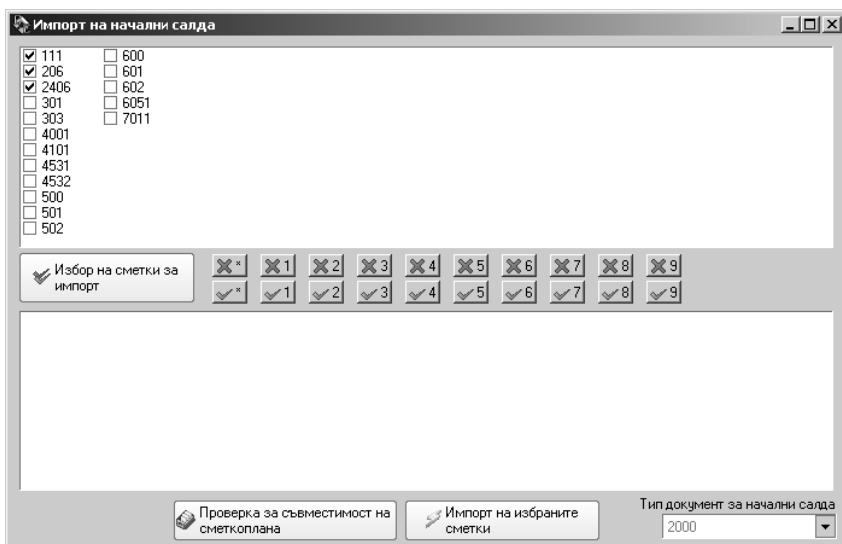 Импорт на начални салда
111
206
2406
301
303
4001
4101
4531
4532
500
501
502
600
601
602
6051
7011
Избор на сметки за
импорт
* 1 2 3 4 5 6 7 8 9
* 1 2 3 4 5 6 7 8 9
Проверка за съвместимост на
сметкоплана
Импорт на избраните
сметки
Тип документ за начални салда
2000